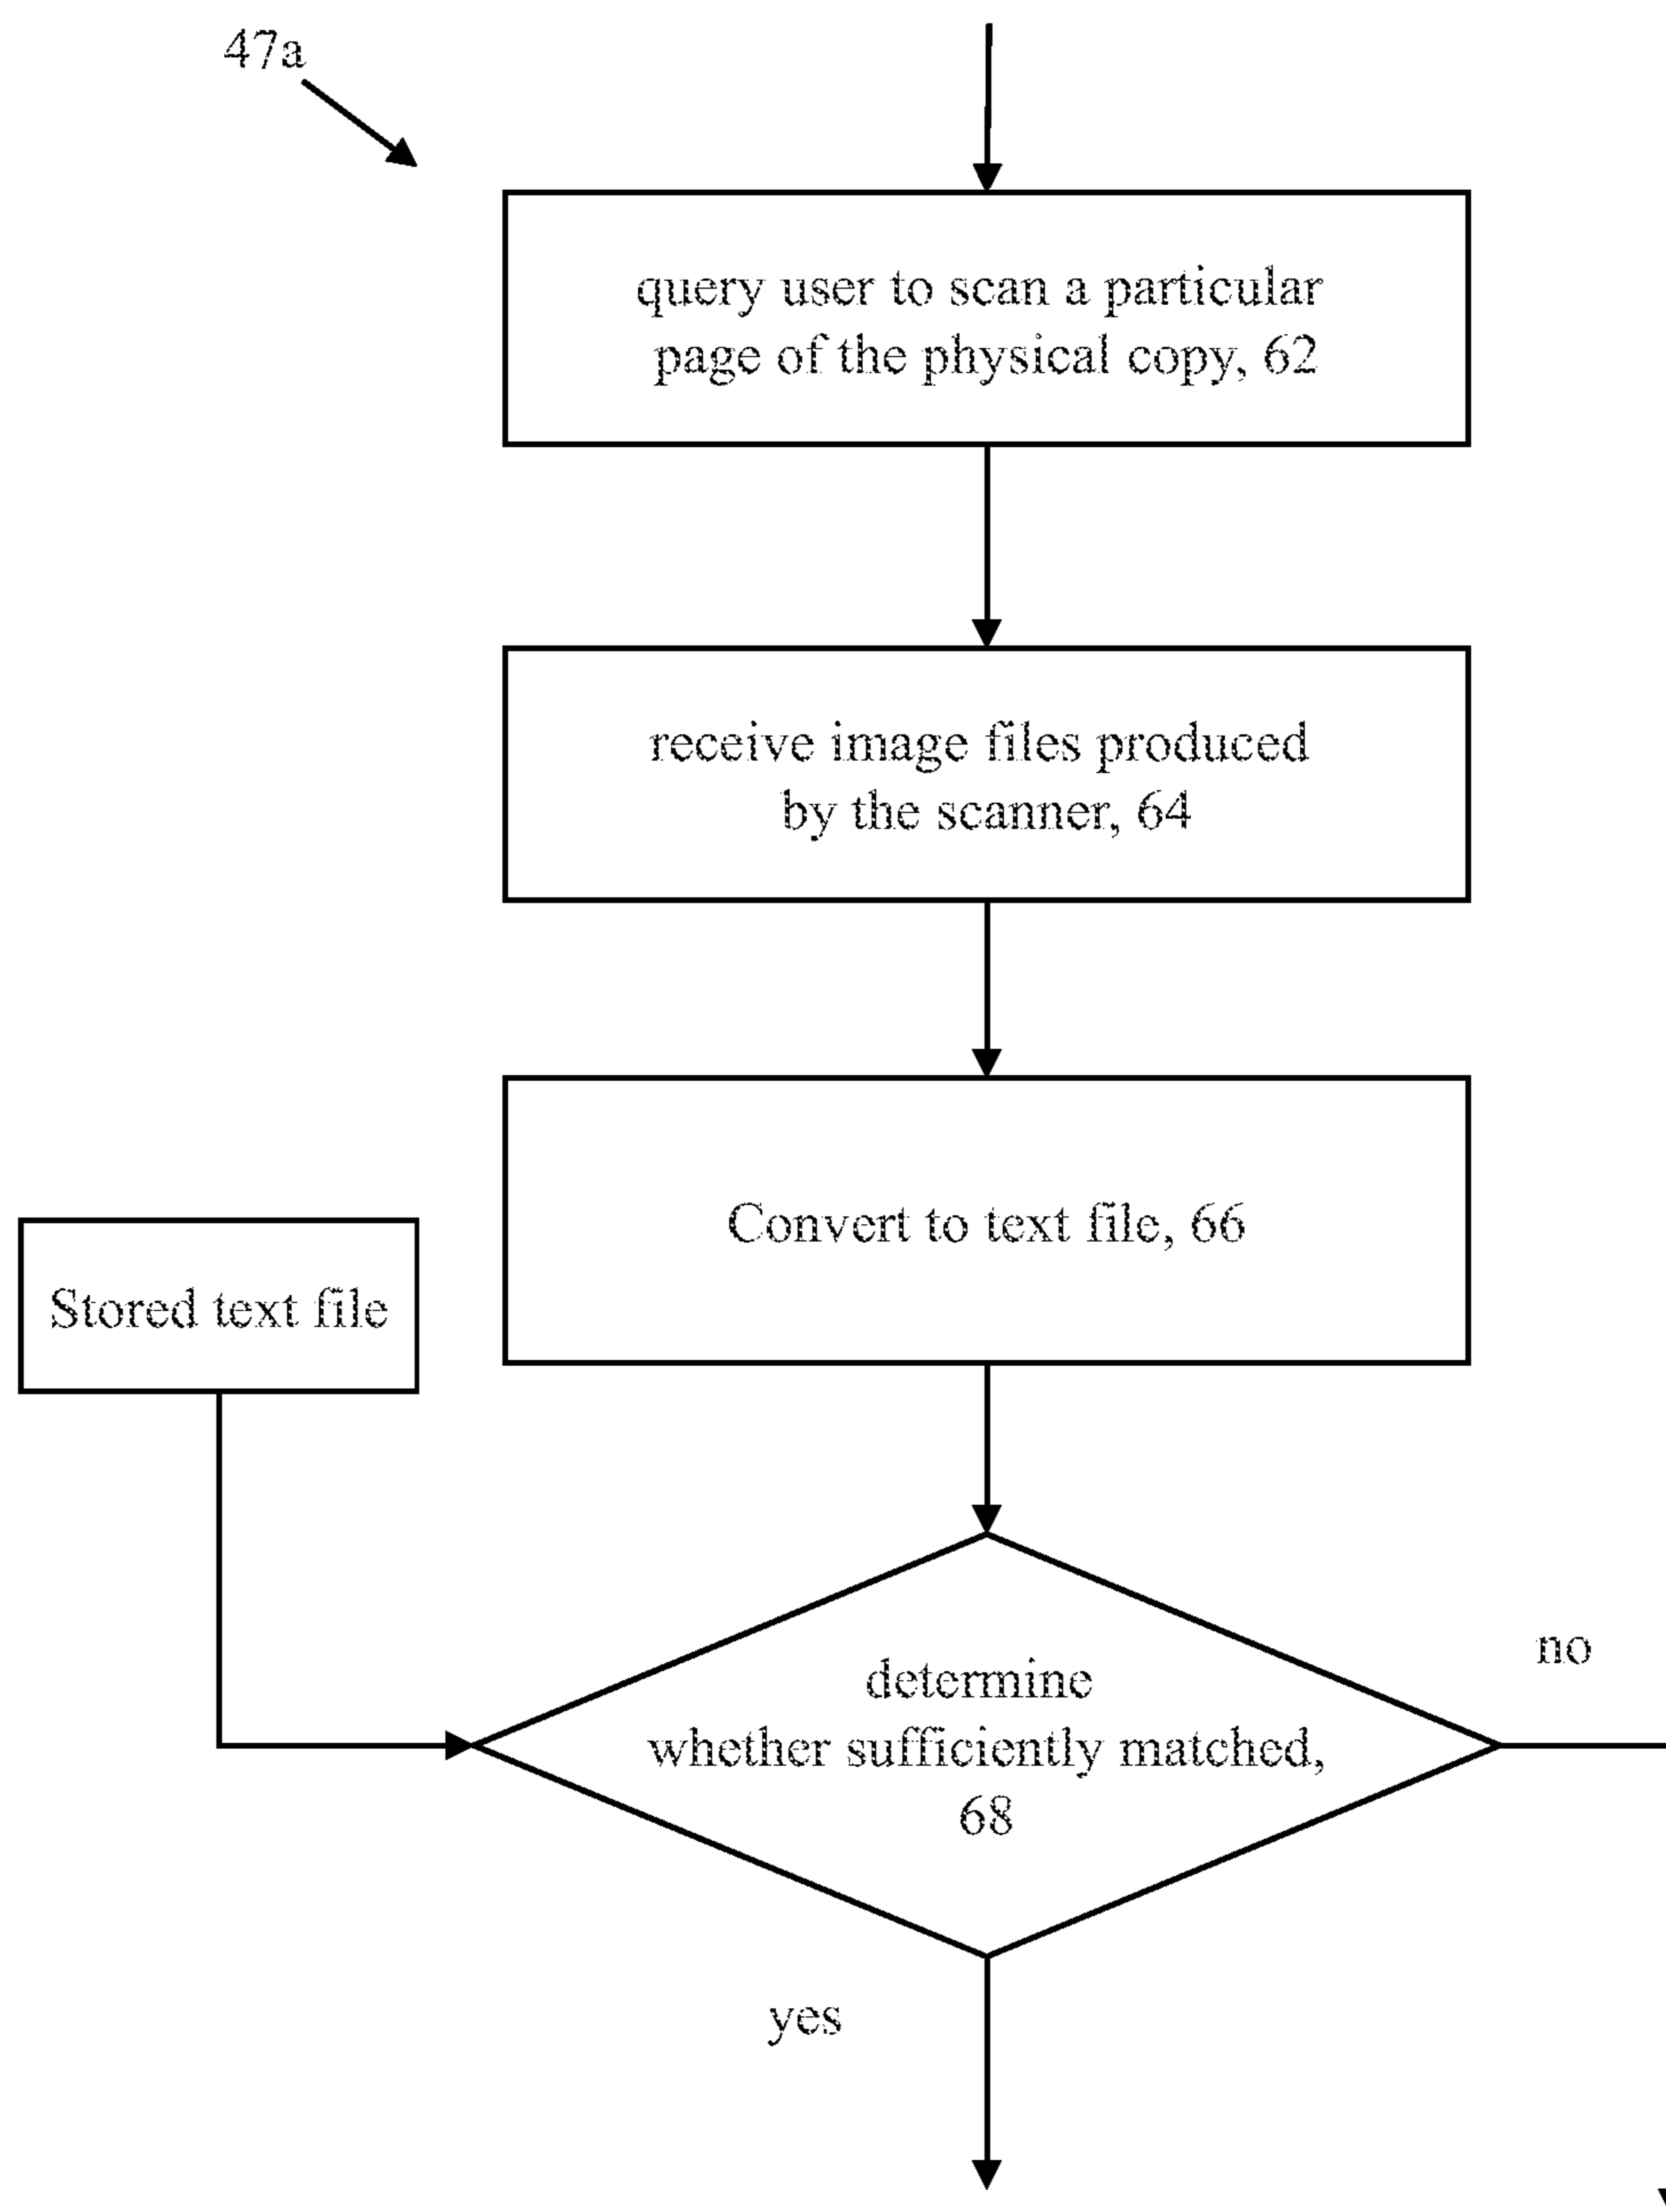 47a
query user to scan a particular
page of the physical copy, 62
receive image files produced
by the scanner, 64
Convert to text file, 66
Stored text file
determine
whether sufficiently matched,
68
no
yes